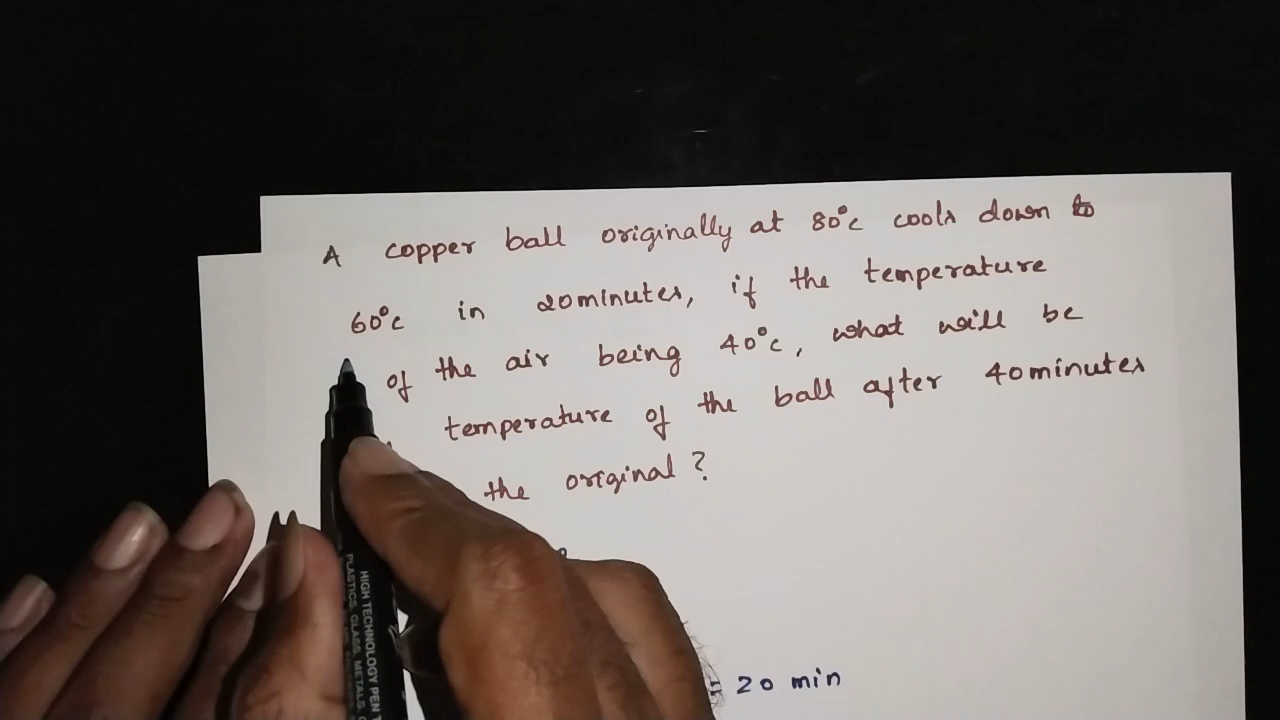 A copper ball originally at 80°c cools down to
60°c in 20minutes, if the temperature
of the air being 40°c, what will be
temperature of the ball after 40minutes
the original ?
20 min
HIGH TECHNOLOGY PEN
PLASTICS, GLASS, METALS,